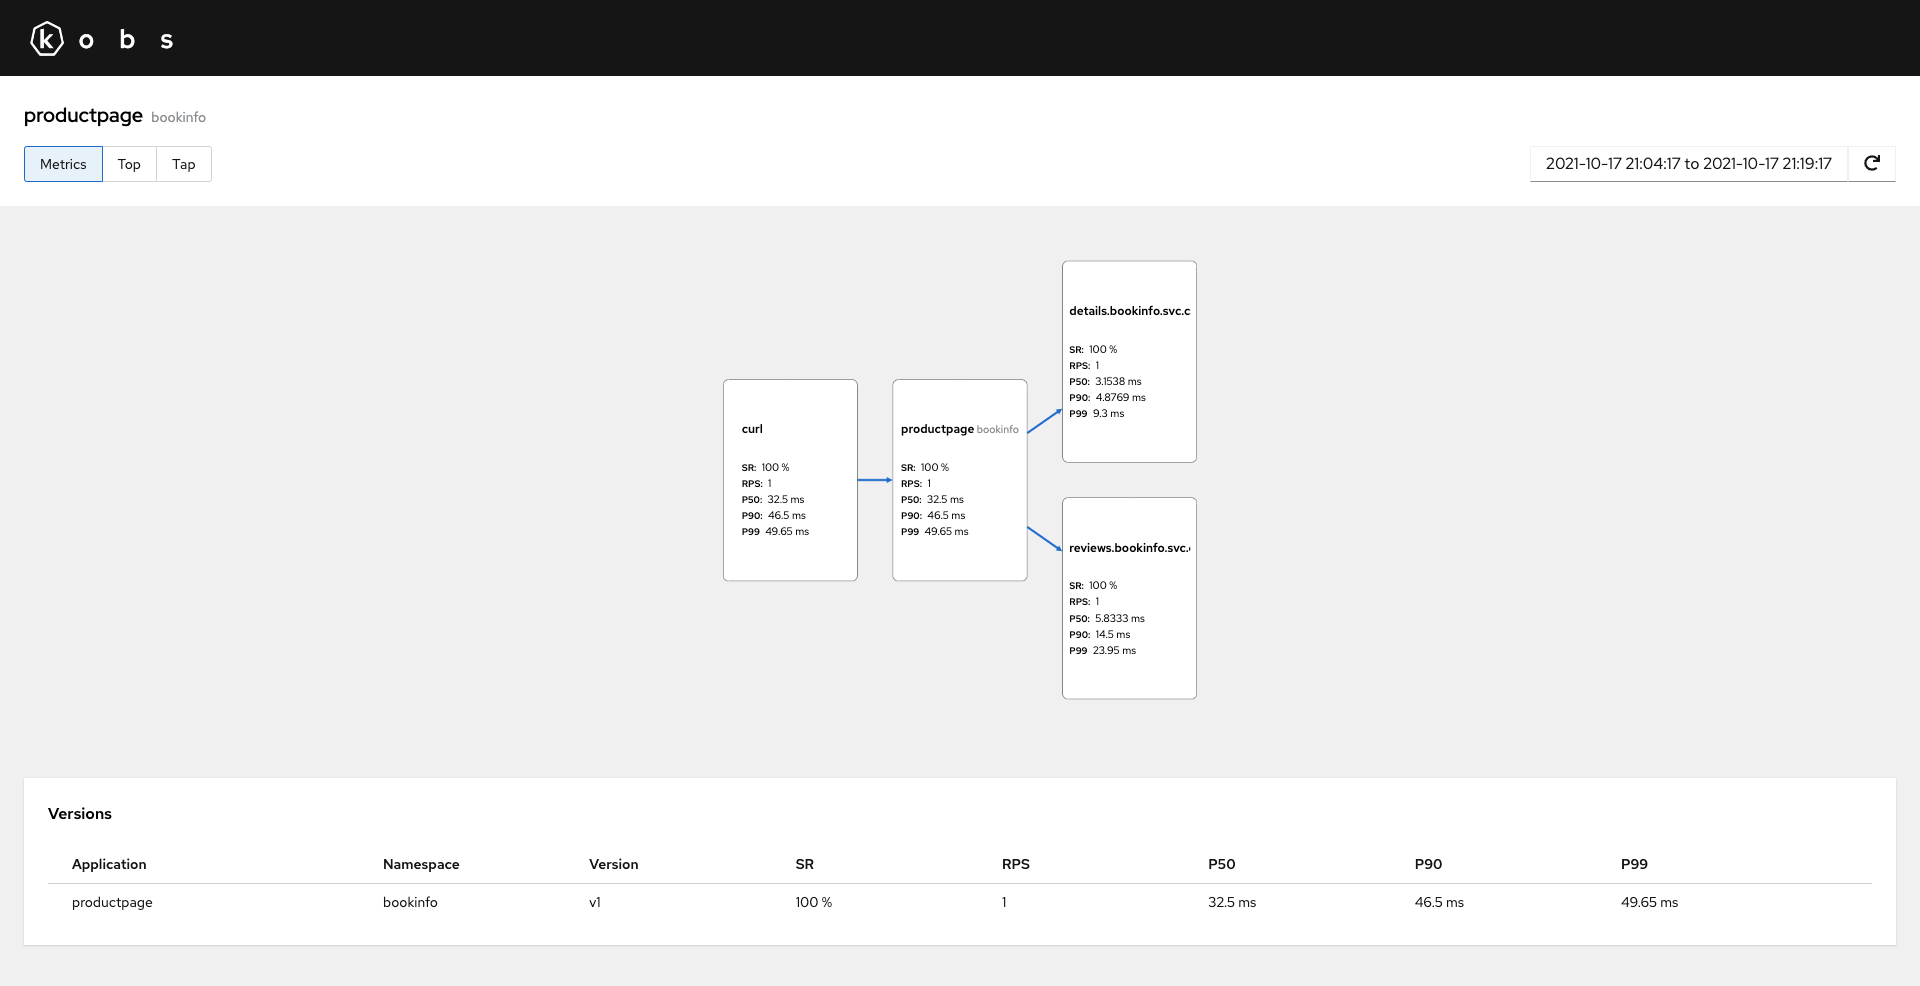 k o b s
productpage bookinfo
Metrics Top Tap
2021-10-17 21:04:17 to 2021-10-17 21:19:17
details.bookinfo.svc.c
SR: 100 %
RPS: 1
P50: 3.1538 ms
P90: 4.8769 ms
P99 9.3 ms
curl
SR: 100 %
RPS: 1
P50: 32.5 ms
P90: 46.5 ms
P99 49.65 ms
productpage bookinfo
SR: 100 %
RPS: 1
P50: 32.5 ms
P90: 46.5 ms
P99 49.65 ms
reviews.bookinfo.svc.
SR: 100 %
RPS: 1
P50: 5.8333 ms
P90: 14.5 ms
P99 23.95 ms
Versions
Application Namespace Version SR RPS P50 P90 P99
productpage bookinfo v1 100 % 1 32.5 ms 46.5 ms 49.65 ms